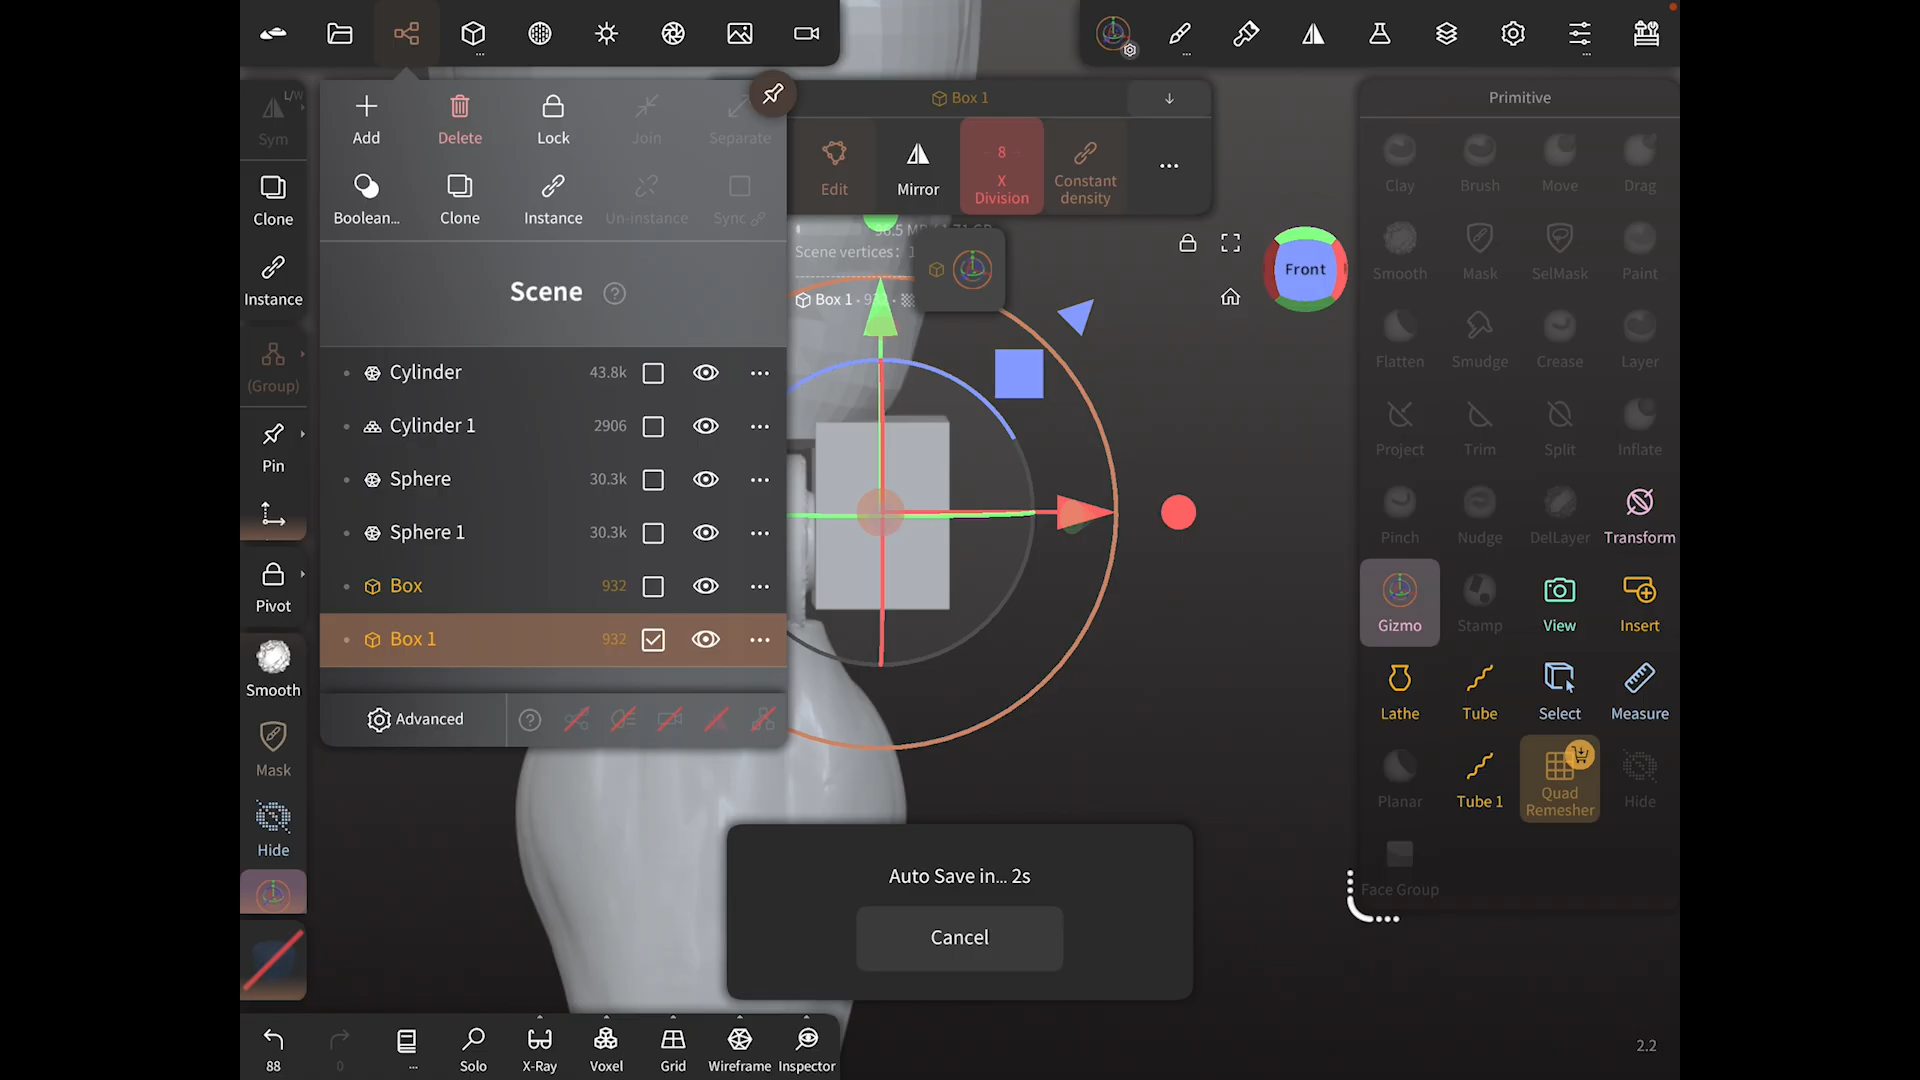 L/W
Sym
Clone
Instance
(Group)
Pin
Pivot
Smooth
Mask
Hide
Add
Delete
Lock
Join
Separate
Boolean...
Clone
Instance
Un-instance
Sync
Scene
Cylinder 43.8k
Cylinder 1 2906
Sphere 30.3k
Sphere 1 30.3k
Box 932
Box 1 932
Advanced
Box 1
Edit
Mirror
8
X
Division
Constant
density
Scene vertices:
Box 1
Front
Auto Save in... 2s
Cancel
Primitive
Clay
Brush
Move
Drag
Smooth
Mask
SelMask
Paint
Flatten
Smudge
Crease
Layer
Project
Trim
Split
Inflate
Pinch
Nudge
DelLayer
Transform
Gizmo
Stamp
View
Insert
Lathe
Tube
Select
Measure
Planar
Tube 1
Quad
Remesher
Hide
Face Group
88
0
...
Solo
X-Ray
Voxel
Grid
Wireframe
Inspector
2.2